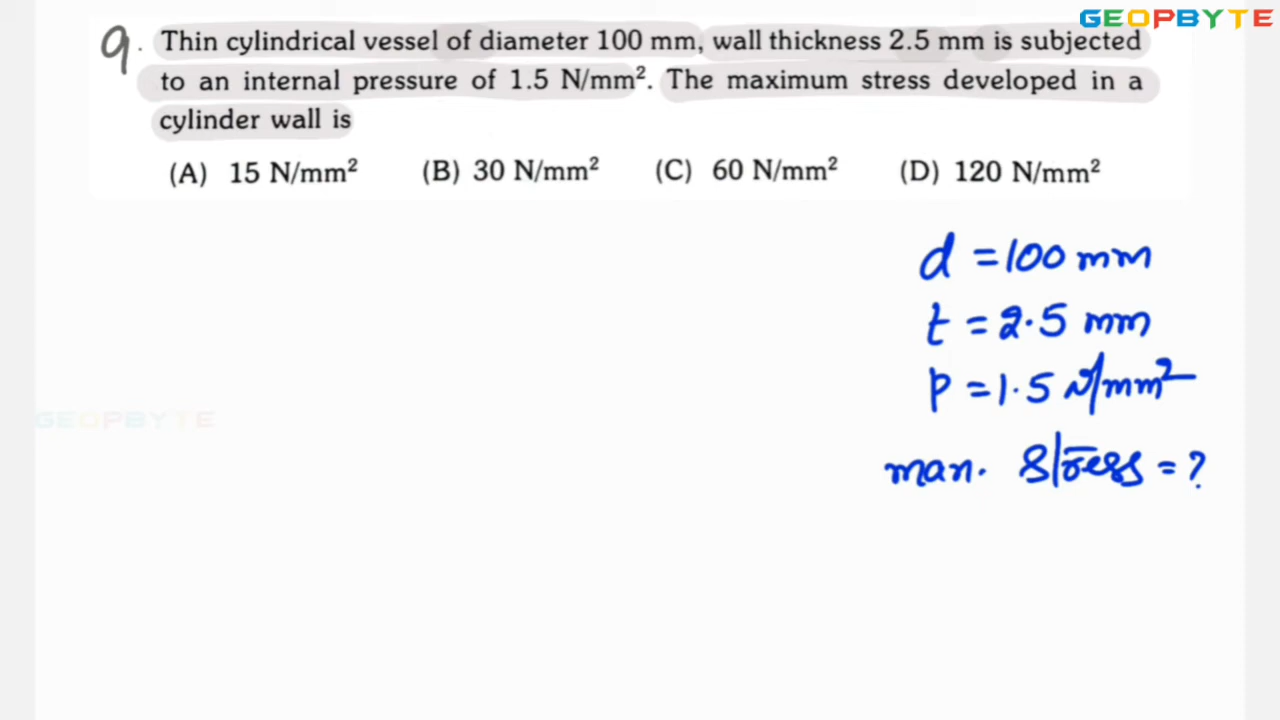 GEOPBYTE
9. Thin cylindrical vessel of diameter 100 mm, wall thickness 2.5 mm is subjected
to an internal pressure of 1.5 N/mm². The maximum stress developed in a
cylinder wall is
(A) 15 N/mm² (B) 30 N/mm² (C) 60 N/mm² (D) 120 N/mm²
d = 100 mm
t = 2.5 mm
P = 1.5 N/mm²
GEOPBYTE
max. Stress = ?